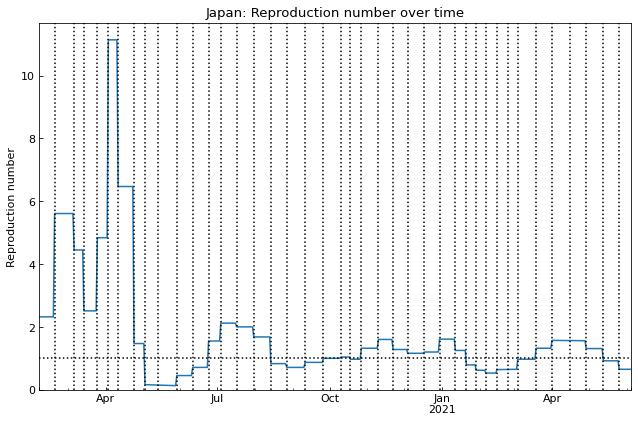 Japan: Reproduction number over time
Reproduction number
10
8
6
4
2
0
Apr
Jul
Oct
Jan
2021
Apr